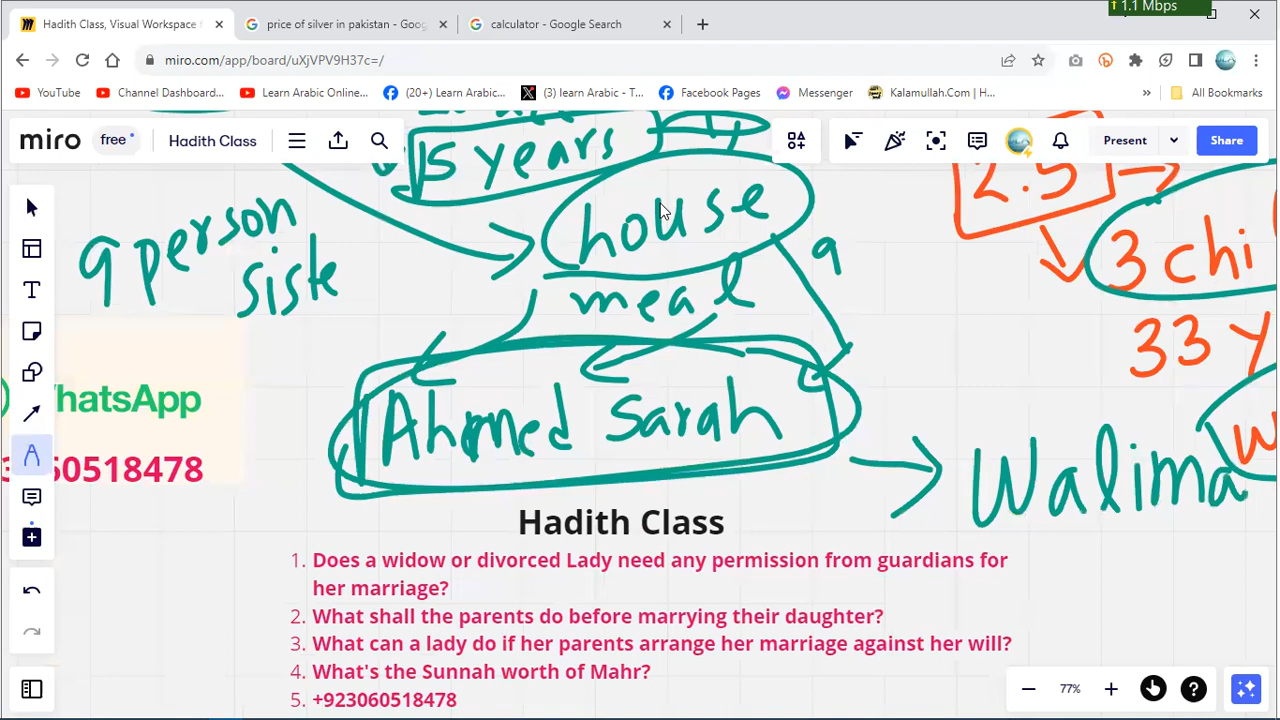 1.1 Mbps
Hadith Class, Visual Workspace
price of silver in pakistan - Goog
calculator - Google Search
miro.com/app/board/uXjVPV9H37c=/
YouTube
Channel Dashboard...
Learn Arabic Online...
(20+) Learn Arabic...
(3) learn Arabic - T...
Facebook Pages
Messenger
Kalamullah.Com | H...
»
All Bookmarks
miro
free
Hadith Class
Present
Share
15 years
2.5
9 person
house
siste
9
3 chi
meal
33 y
WhatsApp
Ahmed Sarah
60518478
Walima
Hadith Class
1. Does a widow or divorced Lady need any permission from guardians for
her marriage?
2. What shall the parents do before marrying their daughter?
3. What can a lady do if her parents arrange her marriage against her will?
4. What's the Sunnah worth of Mahr?
5. +923060518478
77%